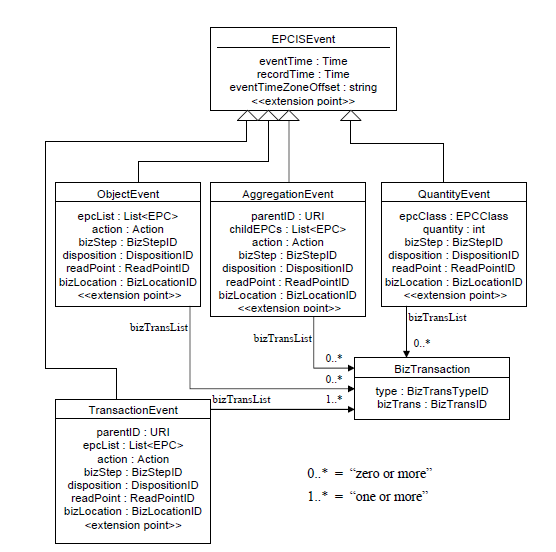 EPCISEvent
eventTime : Time
recordTime : Time
eventTimeZoneOffset : string
<<extension point>>
ObjectEvent
epcList : List<EPC>
action : Action
bizStep : BizStepID
disposition : DispositionID
readPoint : ReadPointID
bizLocation : BizLocationID
<<extension point>>
AggregationEvent
parentID : URI
childEPCs : List<EPC>
action : Action
bizStep : BizStepID
disposition : DispositionID
readPoint : ReadPointID
bizLocation : BizLocationID
<<extension point>>
QuantityEvent
epcClass : EPCClass
quantity : int
bizStep : BizStepID
disposition : DispositionID
readPoint : ReadPointID
bizLocation : BizLocationID
<<extension point>>
bizTransList
bizTransList
bizTransList
0..*
0..*
0..*
BizTransaction
type : BizTransTypeID
bizTrans : BizTransID
bizTransList
1..*
TransactionEvent
parentID : URI
epcList : List<EPC>
action : Action
bizStep : BizStepID
disposition : DispositionID
readPoint : ReadPointID
bizLocation : BizLocationID
<extension point>>
0..* = “zero or more”
1..* = “one or more”